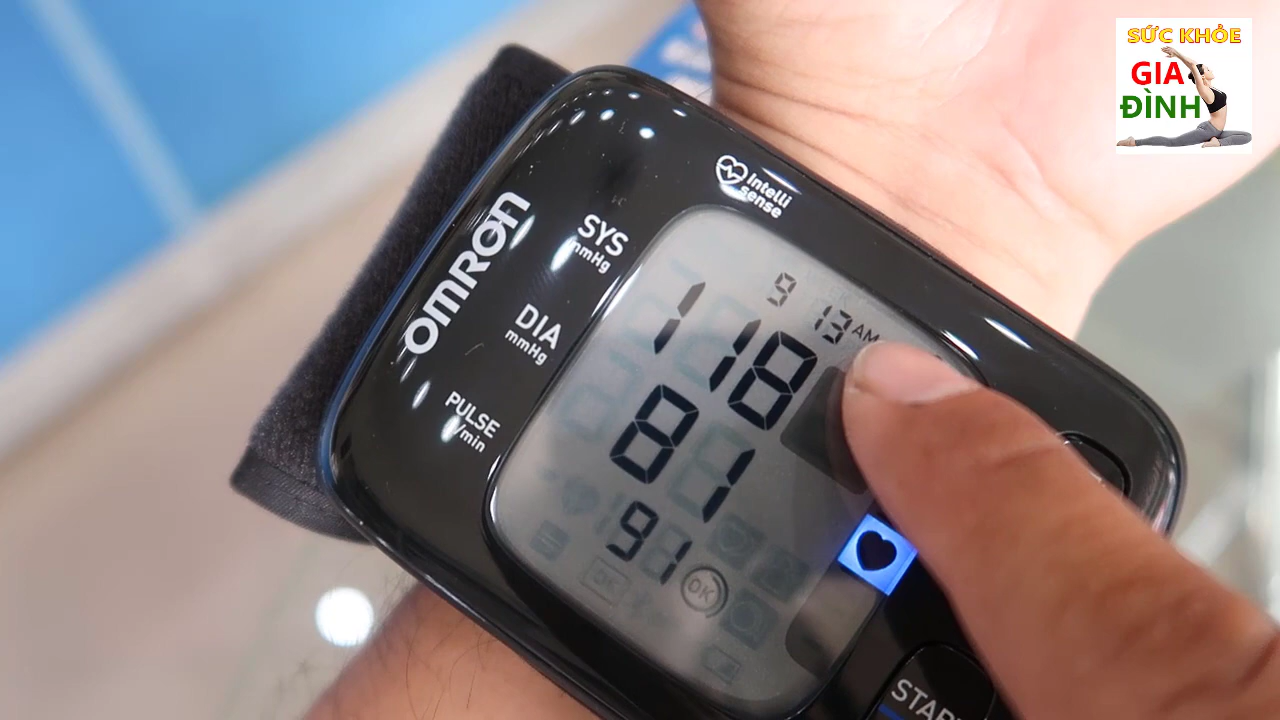 SỨC KHỎE
GIA
ĐÌNH
Intelli
sense
OMRON
SYS
mmHg
DIA
mmHg
PULSE
/min
9 13 AM
118
81
91
OK
OK